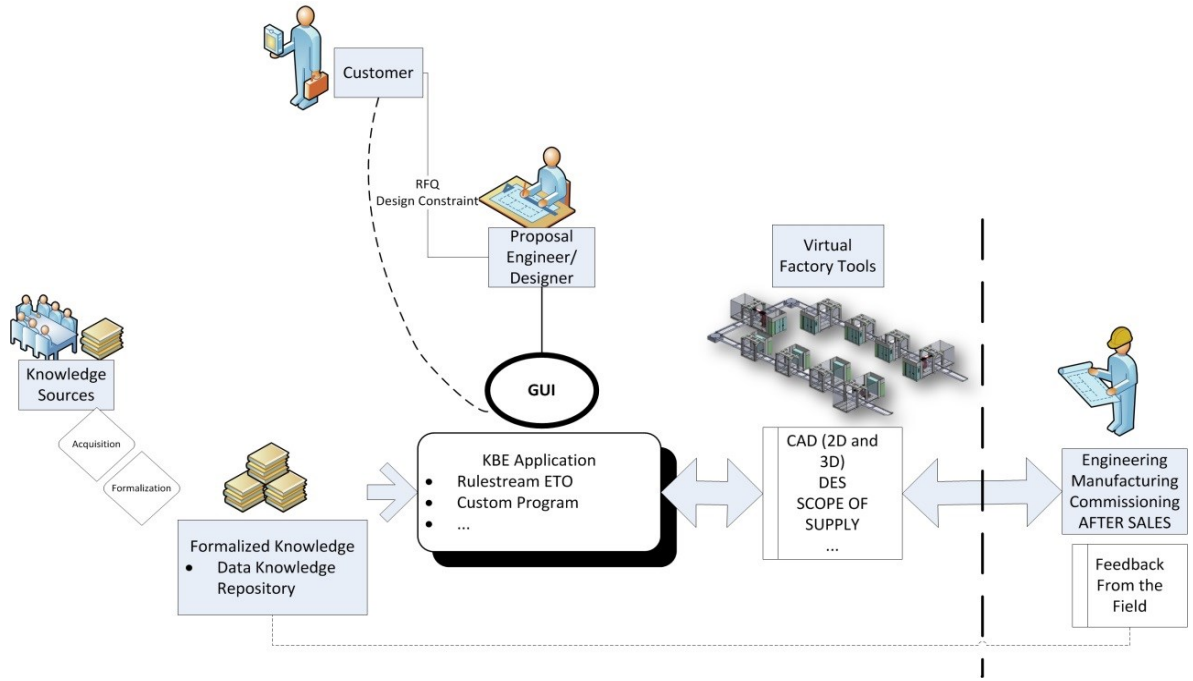 Customer
RFQ
Design Constraint
Proposal
Engineer/
Designer
Virtual
Factory Tools
Knowledge
Sources
GUI
Acquisition
Formalization
KBE Application
• Rulestream ETO
• Custom Program
• ...
CAD (2D and
3D)
DES
SCOPE OF
SUPPLY
...
Engineering
Manufacturing
Commissioning
AFTER SALES
Formalized Knowledge
• Data Knowledge
Repository
Feedback
From the
Field